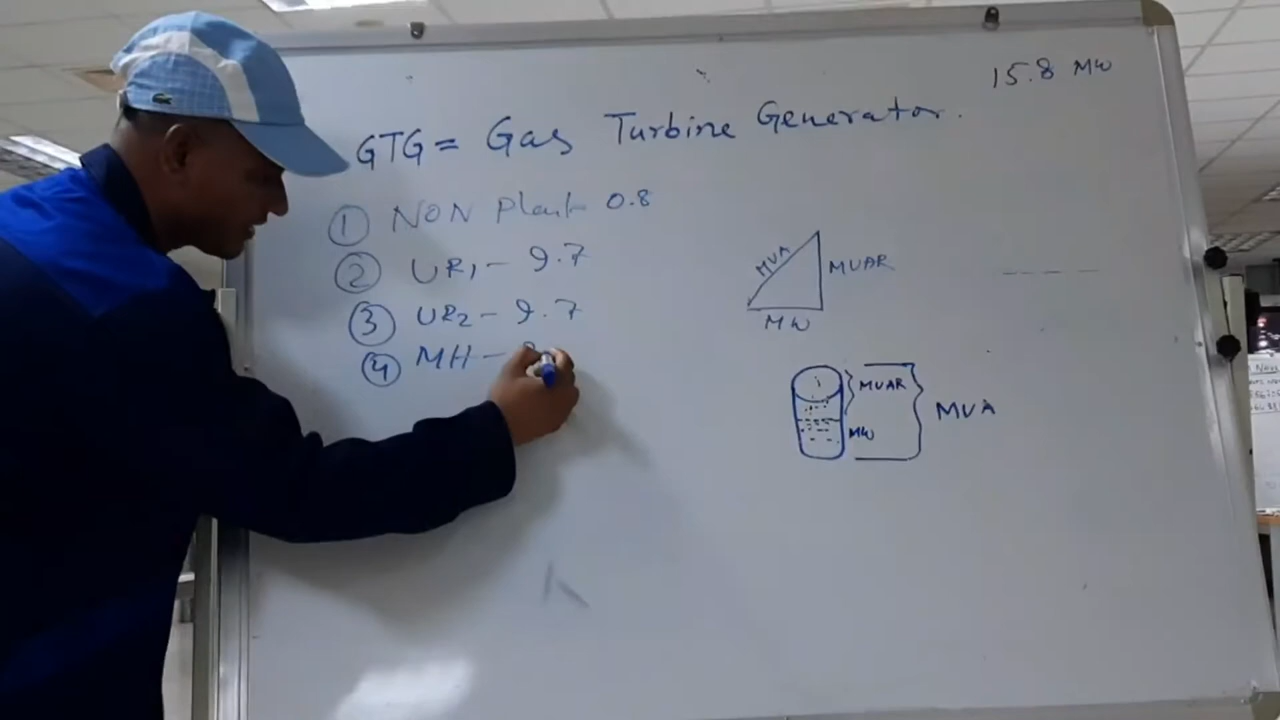 15.8 MW
GTG = Gas Turbine Generator.
① NON Plant 0.8
② UR1 - 9.7
③ UR2 - 9.7
④ MH -
MVA
MVAR
MW
MVAR
MW
MVA